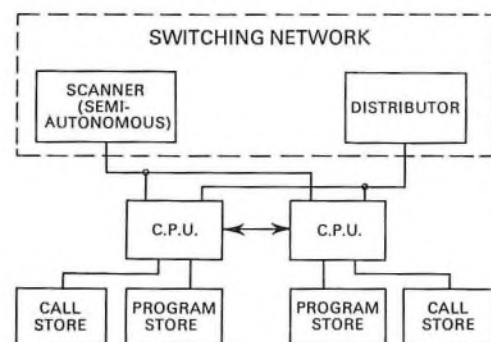 SWITCHING NETWORK
SCANNER
(SEMI-
AUTONOMOUS)
DISTRIBUTOR
C.P.U.
C.P.U.
CALL
STORE
PROGRAM
STORE
PROGRAM
STORE
CALL
STORE